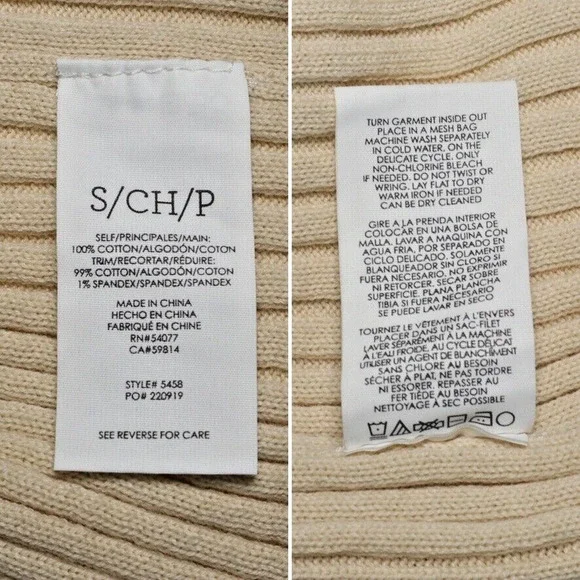 S/CH/P
SELF/PRINCIPALES/MAIN:
100% COTTON/ALGODÓN/COTON
TRIM/RECORTAR/RÉDUIRE:
99% COTTON/ALGODÓN/COTON
1% SPANDEX/SPANDEX/SPANDEX
MADE IN CHINA
HECHO EN CHINA
FABRIQUÉ EN CHINE
RN#54077
CA#59814
STYLE# 5458
PO# 220919
SEE REVERSE FOR CARE
TURN GARMENT INSIDE OUT
PLACE IN A MESH BAG
MACHINE WASH SEPARATELY
IN COLD WATER, ON THE
DELICATE CYCLE. ONLY
NON-CHLORINE BLEACH
IF NEEDED. DO NOT TWIST OR
WRING. LAY FLAT TO DRY
WARM IRON IF NEEDED
CAN BE DRY CLEANED
GIRE A LA PRENDA INTERIOR
COLOCAR EN UNA BOLSA DE
MALLA. LAVAR A MAQUINA CON
AGUA FRIA, POR SEPARADO EN
CICLO DELICADO. SOLAMENTE
BLANQUEADOR SIN CLORO SI
FUERA NECESARIO. NO EXPRIMIR
NI RETORCER. SECAR SOBRE
SUPERFICIE. PLANA PLANCHA
TIBIA SI FUERA NECESARIO
SE PUEDE LAVAR EN SECO
TOURNEZ LE VÊTEMENT À L'ENVERS
PLACER DANS UN SAC-FILET
LAVER SÉPARÉMENT À LA MACHINE
À L'EAU FROIDE, AU CYCLE DÉLICAT
UTILISER UN AGENT DE BLANCHIMENT
SANS CHLORE AU BESOIN
SÉCHER À PLAT, NE PAS TORDRE
NI ESSORER. REPASSER AU
FER TIÈDE AU BESOIN
NETTOYAGE À SEC POSSIBLE